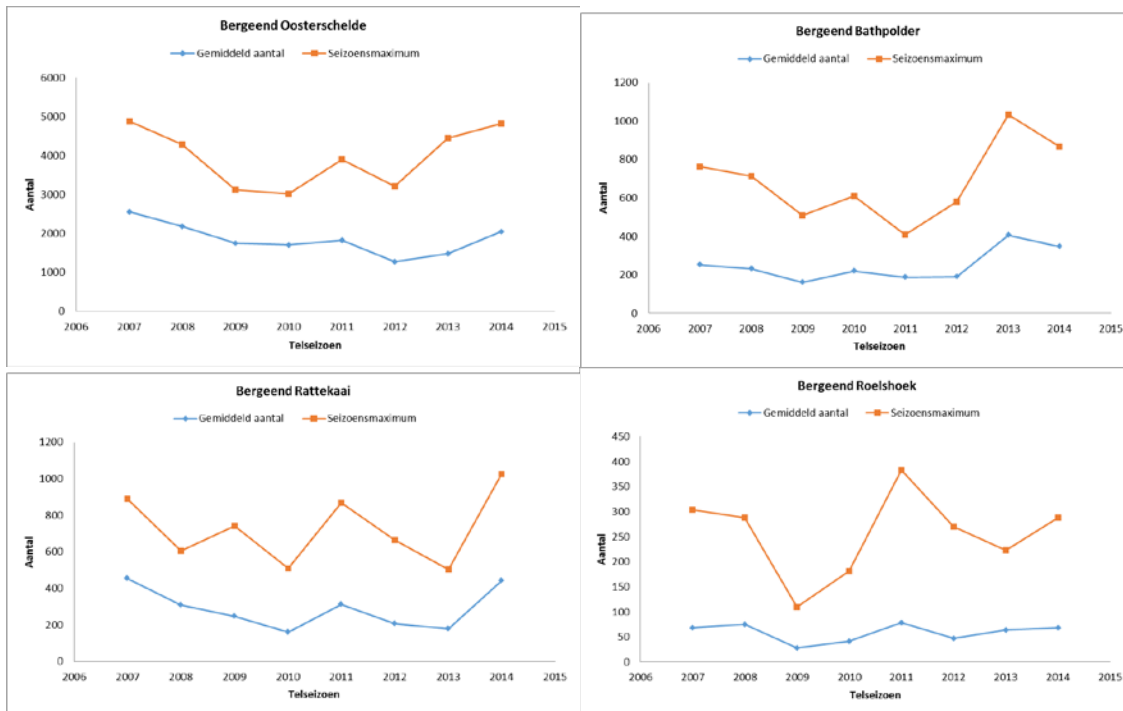 Bergeend Oosterschelde
Gemiddeld aantal Seizoensmaximum
6000
5000
4000
3000
2000
1000
0
Aantal
2006 2007 2008 2009 2010 2011 2012 2013 2014 2015
Telseizoen
Bergeend Bathpolder
Gemiddeld aantal Seizoensmaximum
1200
1000
800
600
400
200
0
Aantal
2006 2007 2008 2009 2010 2011 2012 2013 2014 2015
Telseizoen
Bergeend Rattekaai
Gemiddeld aantal Seizoensmaximum
1200
1000
800
600
400
200
0
Aantal
2006 2007 2008 2009 2010 2011 2012 2013 2014 2015
Telseizoen
Bergeend Roelshoek
Gemiddeld aantal Seizoensmaximum
450
400
350
300
250
200
150
100
50
0
Aantal
2006 2007 2008 2009 2010 2011 2012 2013 2014 2015
Telseizoen